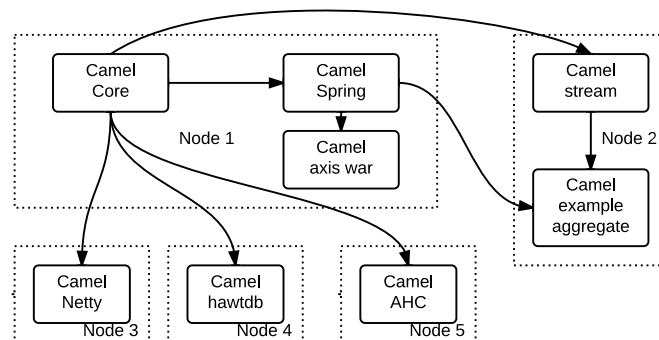 Camel
Core
Camel
Spring
Camel
stream
Node 1
Camel
axis war
Node 2
Camel
example
aggregate
Camel
Netty
Node 3
Camel
hawtdb
Node 4
Camel
AHC
Node 5